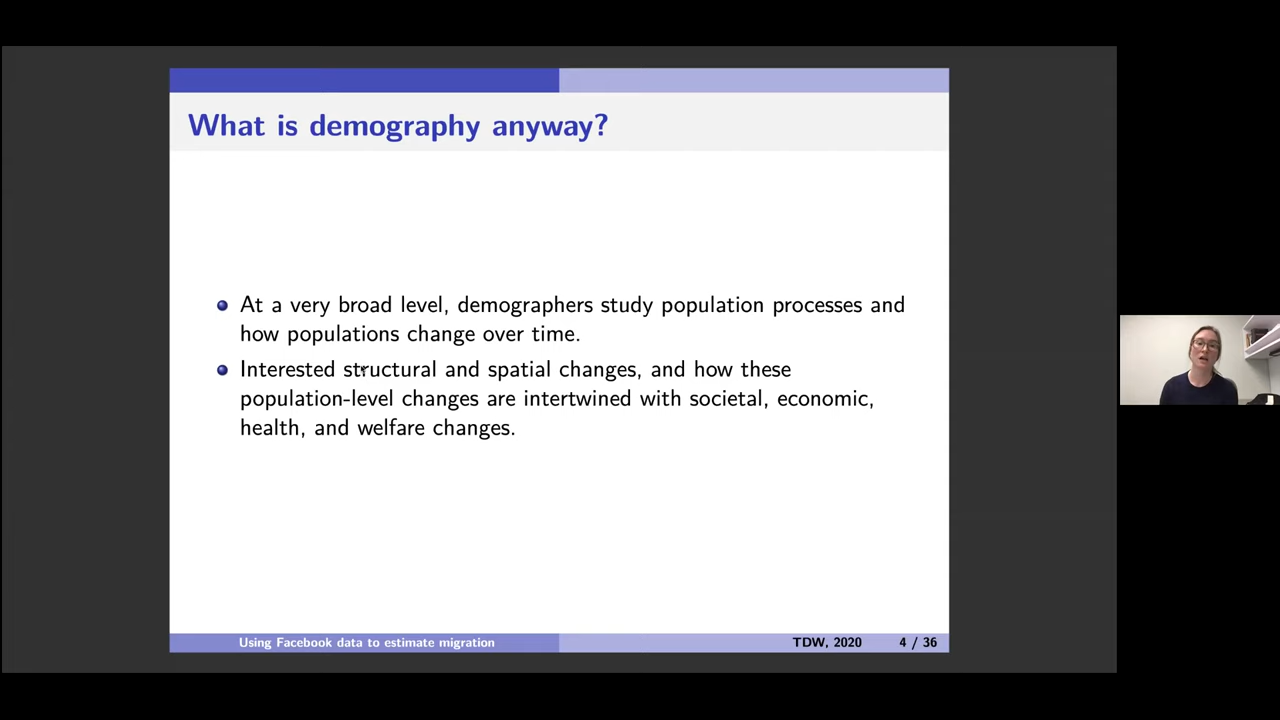 What is demography anyway?
At a very broad level, demographers study population processes and
how populations change over time.
Interested structural and spatial changes, and how these
population-level changes are intertwined with societal, economic,
health, and welfare changes.
Using Facebook data to estimate migration
TDW, 2020 4 / 36